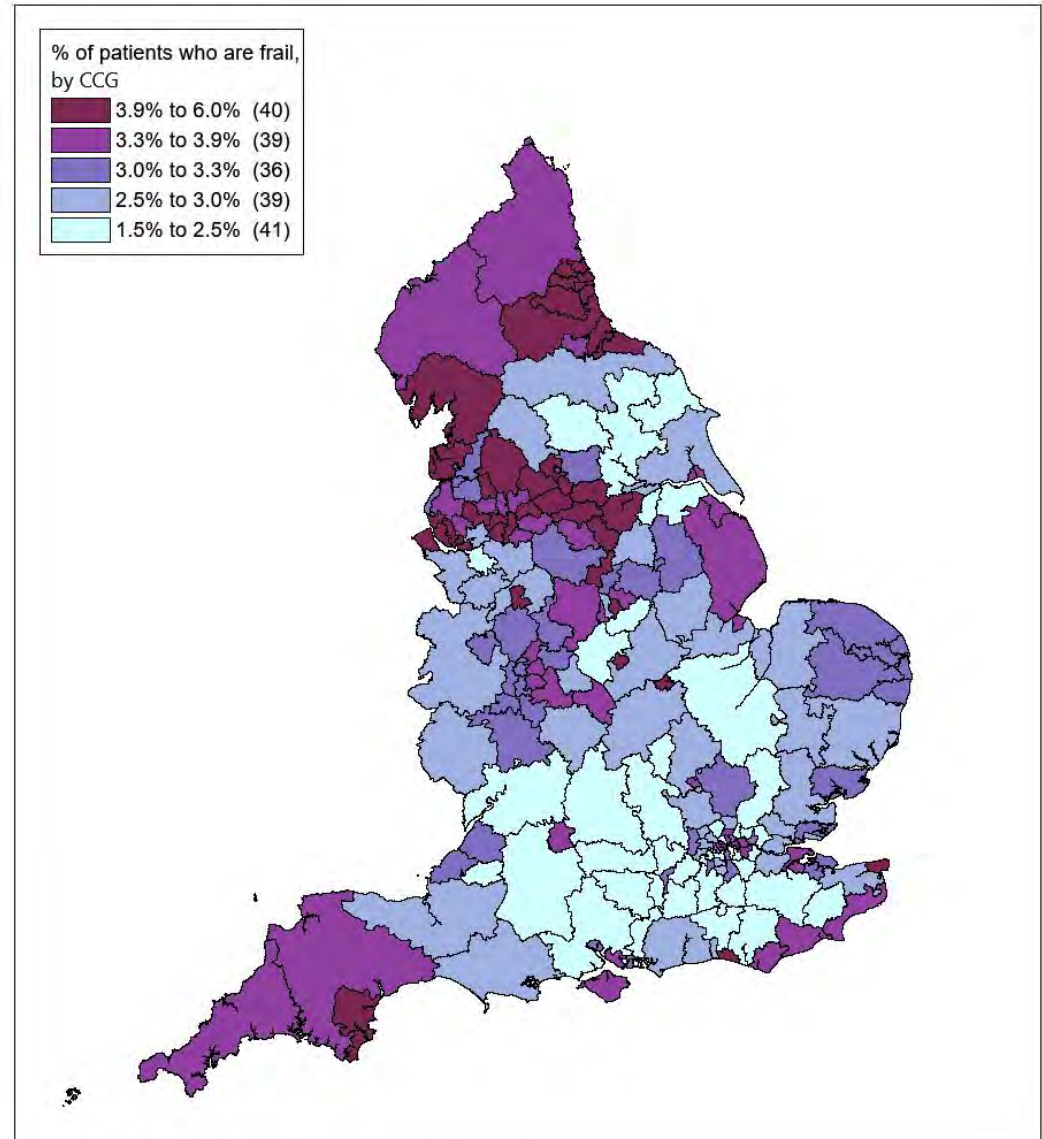 % of patients who are frail,
by CCG
3.9% to 6.0% (40)
3.3% to 3.9% (39)
3.0% to 3.3% (36)
2.5% to 3.0% (39)
1.5% to 2.5% (41)